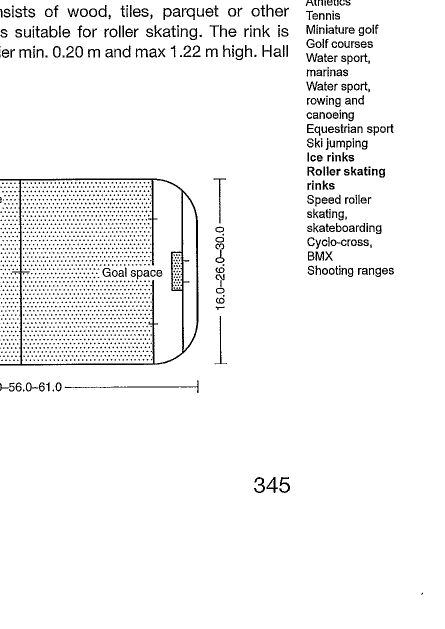 nsists of wood, tiles, parquet or other
s suitable for roller skating. The rink is
ier min. 0.20 m and max 1.22 m high. Hall
Athletics
Tennis
Miniature golf
Golf courses
Water sport,
marinas
Water sport,
rowing and
canoeing
Equestrian sport
Ski jumping
Ice rinks
Roller skating
rinks
Speed roller
skating,
skateboarding
Cyclo-cross,
BMX
Shooting ranges
Goal space
16.0–26.0–30.0
–56.0–61.0
345